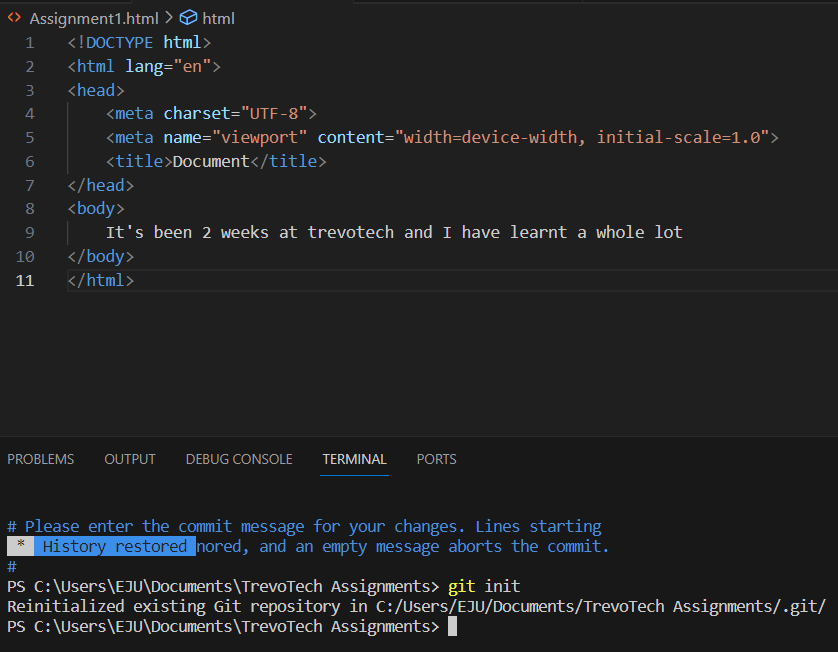 Assignment1.html > html
1 <!DOCTYPE html>
2 <html lang="en">
3 <head>
4     <meta charset="UTF-8">
5     <meta name="viewport" content="width=device-width, initial-scale=1.0">
6     <title>Document</title>
7 </head>
8 <body>
9     It's been 2 weeks at trevotech and I have learnt a whole lot
10 </body>
11 </html>
PROBLEMS OUTPUT DEBUG CONSOLE TERMINAL PORTS
# Please enter the commit message for your changes. Lines starting
* History restored nored, and an empty message aborts the commit.
#
PS C:\Users\EJU\Documents\TrevoTech Assignments> git init
Reinitialized existing Git repository in C:/Users/EJU/Documents/TrevoTech Assignments/.git/
PS C:\Users\EJU\Documents\TrevoTech Assignments>